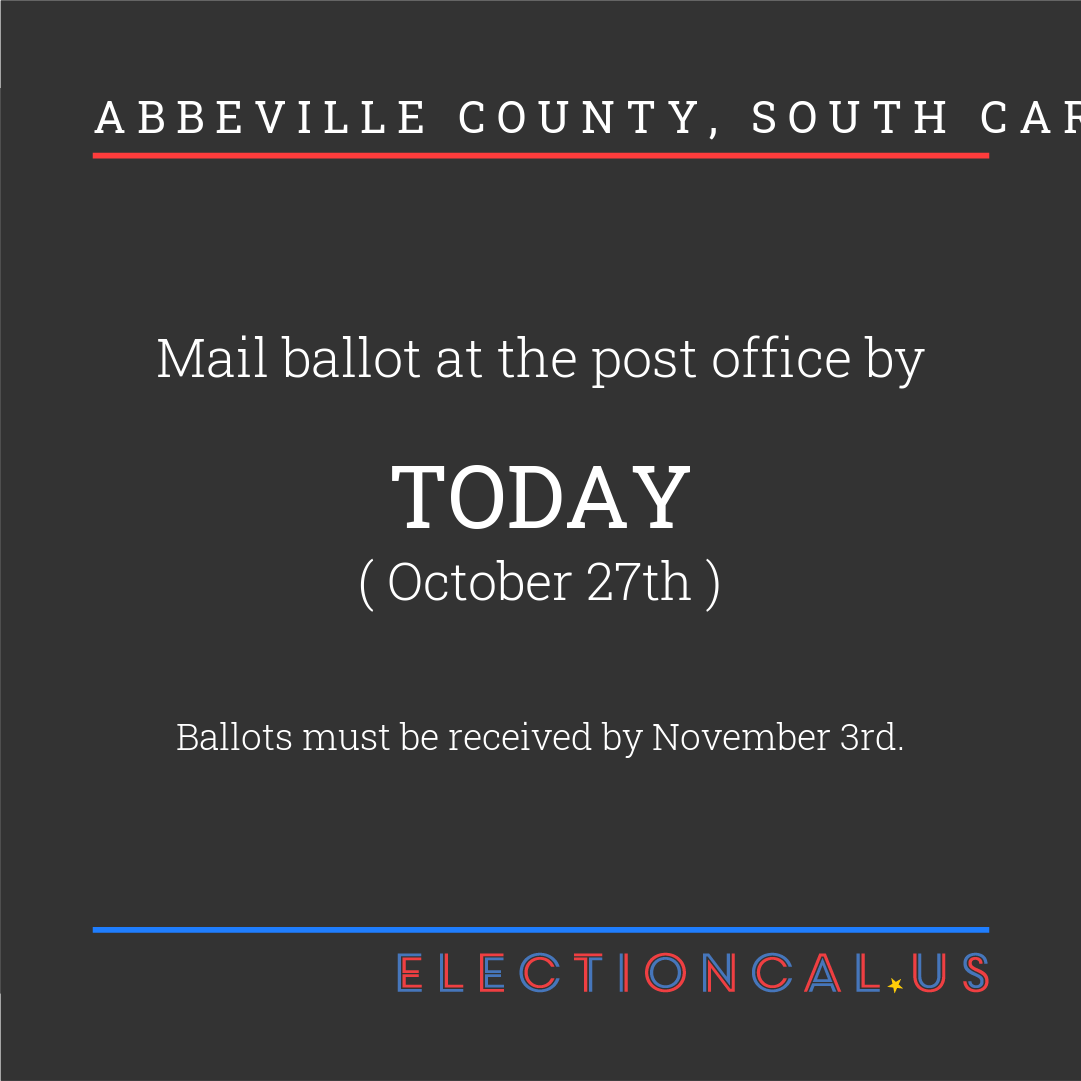 ABBEVILLE COUNTY, SOUTH CAR
Mail ballot at the post office by
TODAY
( October 27th )
Ballots must be received by November 3rd.
ELECTIONCAL.US